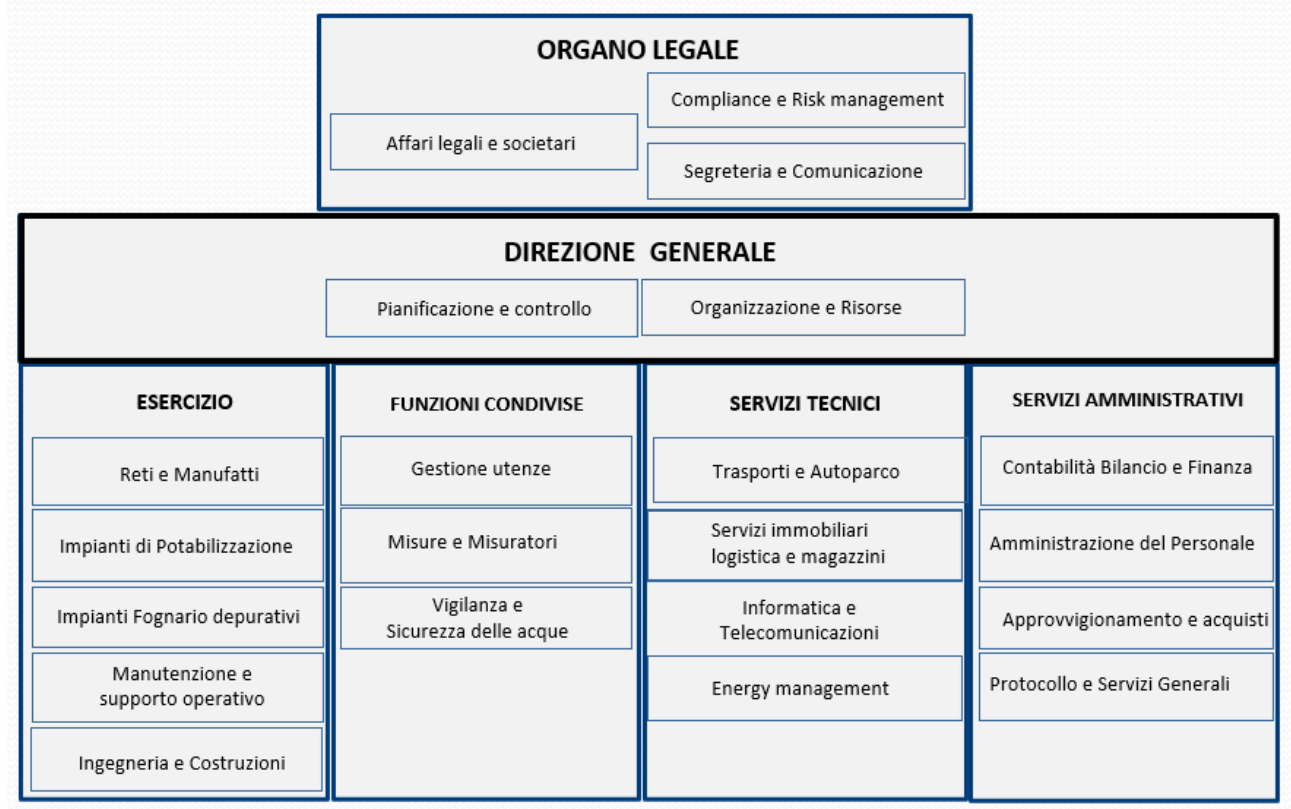 ORGANO LEGALE
Affari legali e societari
Compliance e Risk management
Segreteria e Comunicazione
DIREZIONE GENERALE
Pianificazione e controllo
Organizzazione e Risorse
ESERCIZIO
Reti e Manufatti
Impianti di Potabilizzazione
Impianti Fognario depurativi
Manutenzione e
supporto operativo
Ingegneria e Costruzioni
FUNZIONI CONDIVISE
Gestione utenze
Misure e Misuratori
Vigilanza e
Sicurezza delle acque
SERVIZI TECNICI
Trasporti e Autoparco
Servizi immobiliari
logistica e magazzini
Informatica e
Telecomunicazioni
Energy management
SERVIZI AMMINISTRATIVI
Contabilità Bilancio e Finanza
Amministrazione del Personale
Approvvigionamento e acquisti
Protocollo e Servizi Generali